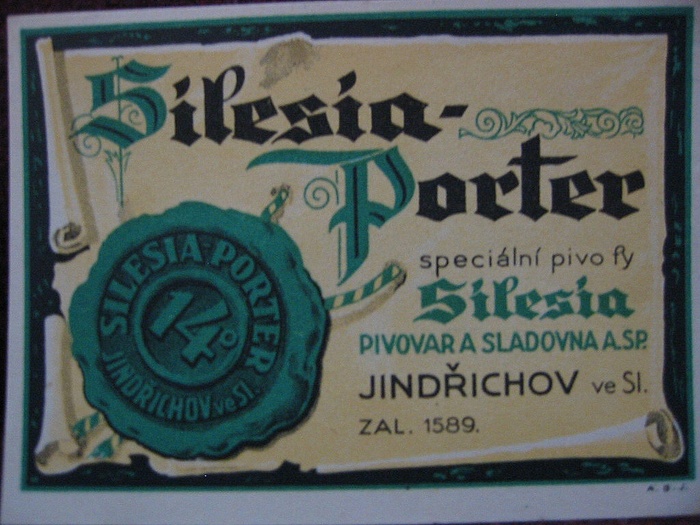 Silesia-
Porter
speciální pivo fy
Silesia
PIVOVAR A SLADOVNA A.SP.
JINDŘICHOV ve Sl.
ZAL. 1589.
SILESIA-PORTER
14°
JINDŘICHOV ve Sl.